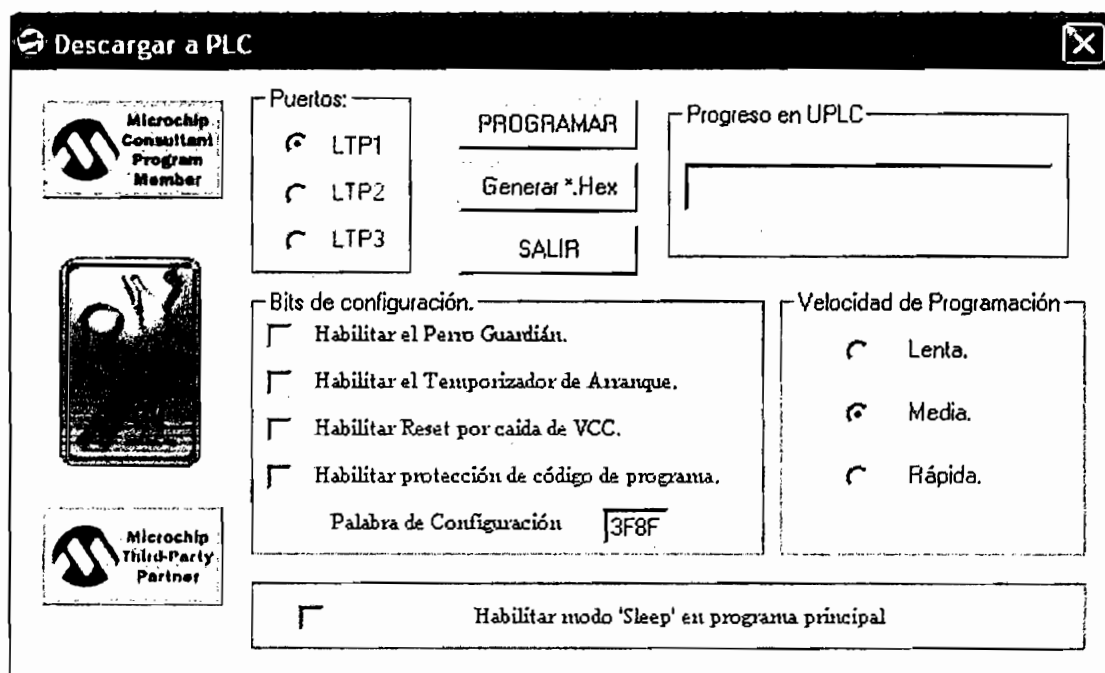 Descargar a PLC
Microchip
Consultant
Program
Member
Puertos:
LTP1
LTP2
LTP3
PROGRAMAR
Generar *.Hex
SALIR
Progreso en UPLC
Bits de configuración.
Habilitar el Perro Guardián.
Habilitar el Temporizador de Arranque.
Habilitar Reset por caida de VCC.
Habilitar protección de código de programa.
Palabra de Configuración 3F8F
Velocidad de Programación
Lenta.
Media.
Rápida.
Microchip
Third-Party
Partner
Habilitar modo 'Sleep' en programa principal